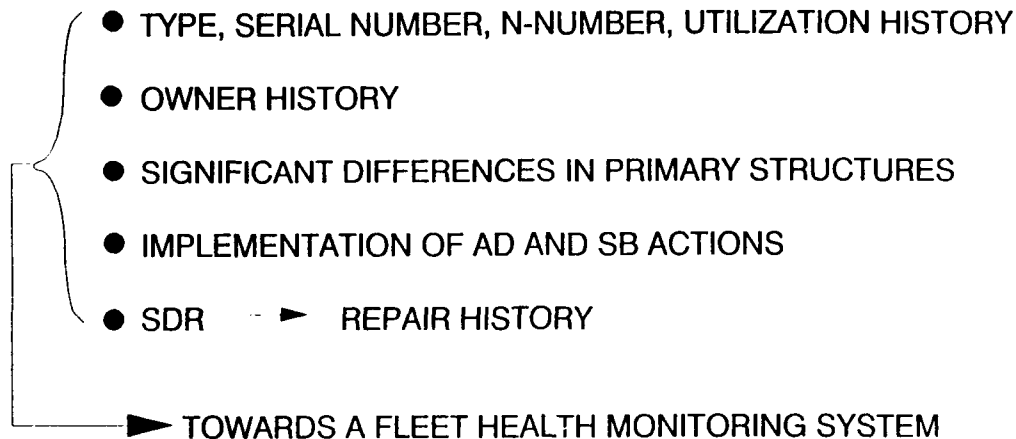 ● TYPE, SERIAL NUMBER, N-NUMBER, UTILIZATION HISTORY
● OWNER HISTORY
● SIGNIFICANT DIFFERENCES IN PRIMARY STRUCTURES
● IMPLEMENTATION OF AD AND SB ACTIONS
● SDR → REPAIR HISTORY
TOWARDS A FLEET HEALTH MONITORING SYSTEM